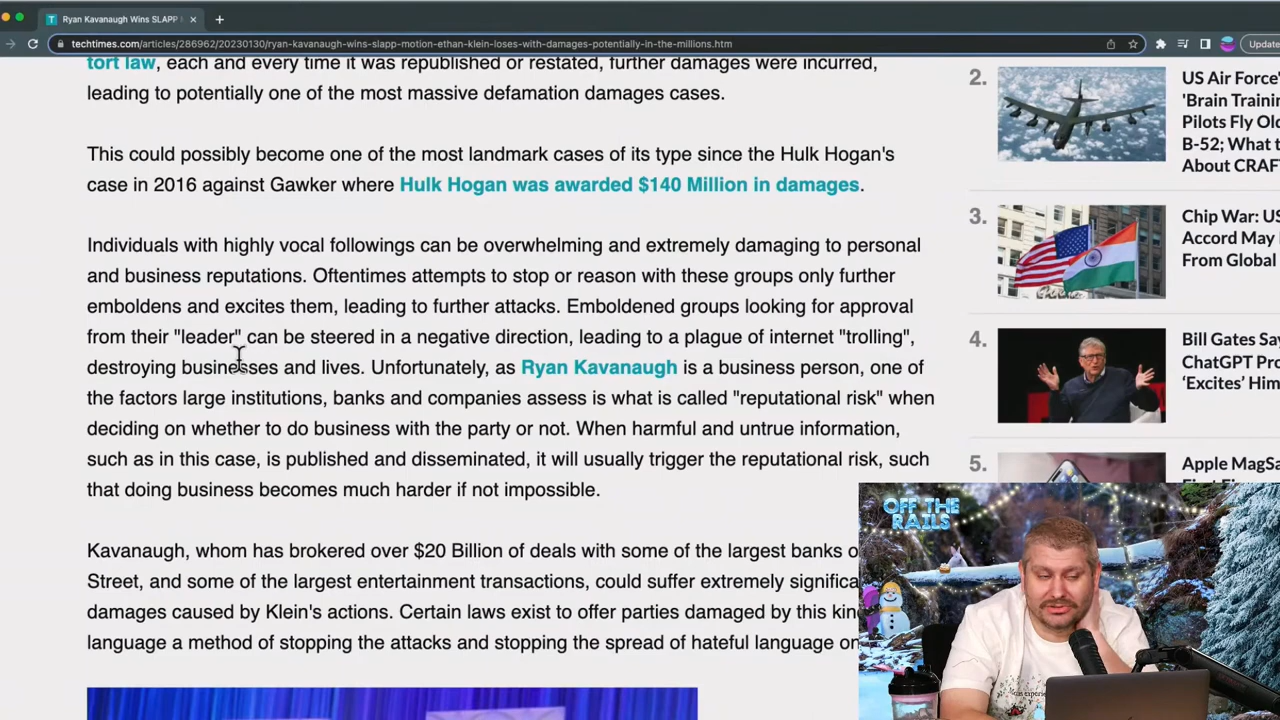 Ryan Kavanaugh Wins SLAPP
techtimes.com/articles/286962/20230130/ryan-kavanaugh-wins-slapp-motion-ethan-klein-loses-with-damages-potentially-in-the-millions.htm
Update
tort law, each and every time it was republished or restated, further damages were incurred,
leading to potentially one of the most massive defamation damages cases.
This could possibly become one of the most landmark cases of its type since the Hulk Hogan's
case in 2016 against Gawker where Hulk Hogan was awarded $140 Million in damages.
Individuals with highly vocal followings can be overwhelming and extremely damaging to personal
and business reputations. Oftentimes attempts to stop or reason with these groups only further
emboldens and excites them, leading to further attacks. Emboldened groups looking for approval
from their "leader" can be steered in a negative direction, leading to a plague of internet "trolling",
destroying businesses and lives. Unfortunately, as Ryan Kavanaugh is a business person, one of
the factors large institutions, banks and companies assess is what is called "reputational risk" when
deciding on whether to do business with the party or not. When harmful and untrue information,
such as in this case, is published and disseminated, it will usually trigger the reputational risk, such
that doing business becomes much harder if not impossible.
Kavanaugh, whom has brokered over $20 Billion of deals with some of the largest banks o
Street, and some of the largest entertainment transactions, could suffer extremely significa
damages caused by Klein's actions. Certain laws exist to offer parties damaged by this kin
language a method of stopping the attacks and stopping the spread of hateful language on
2.
US Air Force'
'Brain Training
Pilots Fly Old
B-52; What t
About CRAF
3.
Chip War: US
Accord May
From Global
4.
Bill Gates Say
ChatGPT Pro
'Excites' Him
5.
Apple MagSa
OFF THE
RAILS